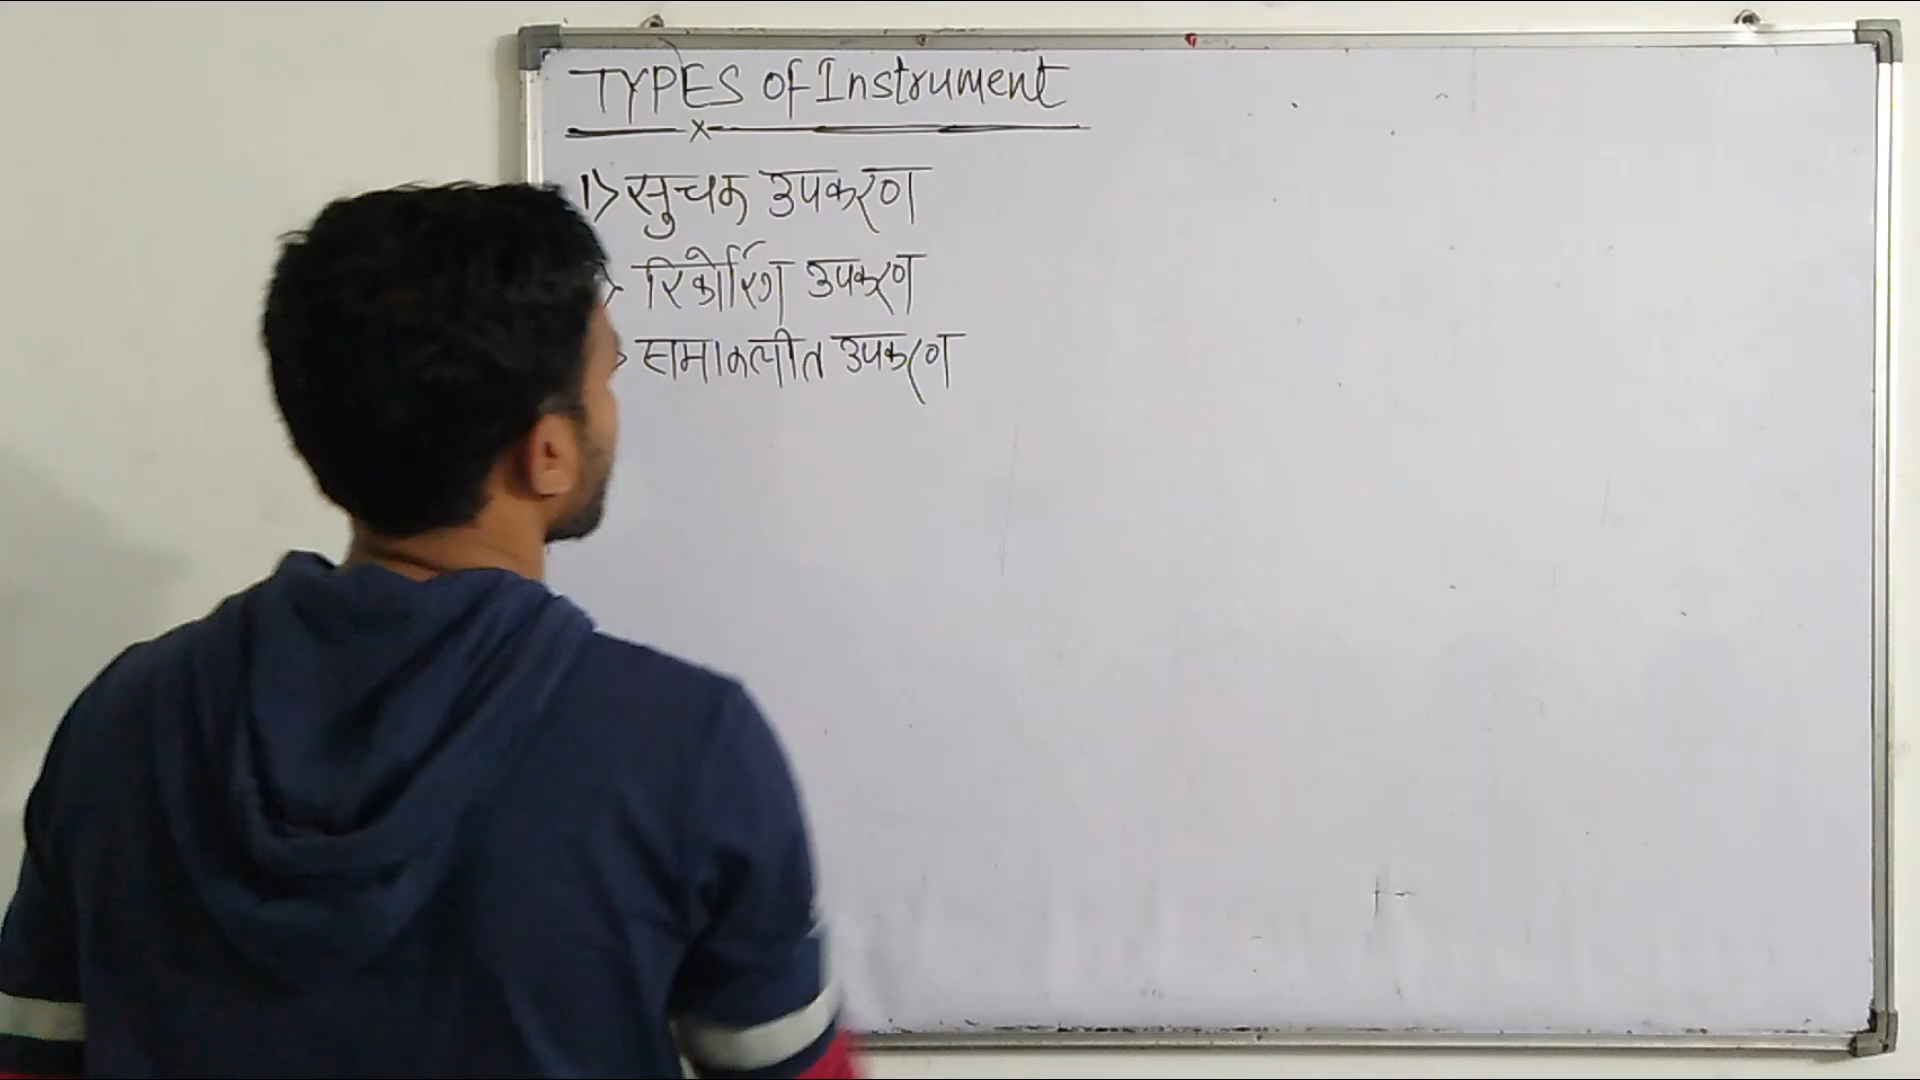 TYPES of Instrument
1> सुचक उपकरण
> रिकोर्रिग उपकरण
> समाकलीत उपकरण